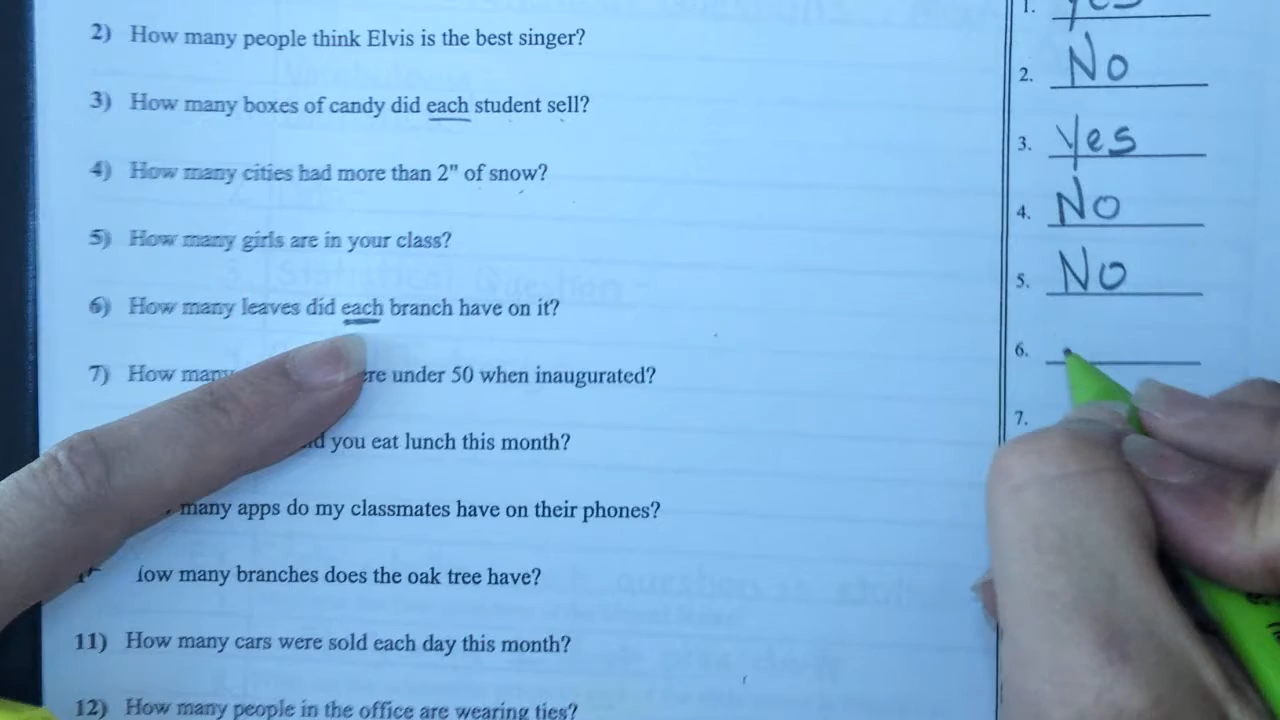 1. Yes
2) How many people think Elvis is the best singer?
2. No
3) How many boxes of candy did each student sell?
3. Yes
4) How many cities had more than 2" of snow?
4. No
5) How many girls are in your class?
5. No
6) How many leaves did each branch have on it?
6.
7) How many under 50 when inaugurated?
7.
you eat lunch this month?
many apps do my classmates have on their phones?
many branches does the oak tree have?
11) How many cars were sold each day this month?
12) How many people in the office are wearing ties?